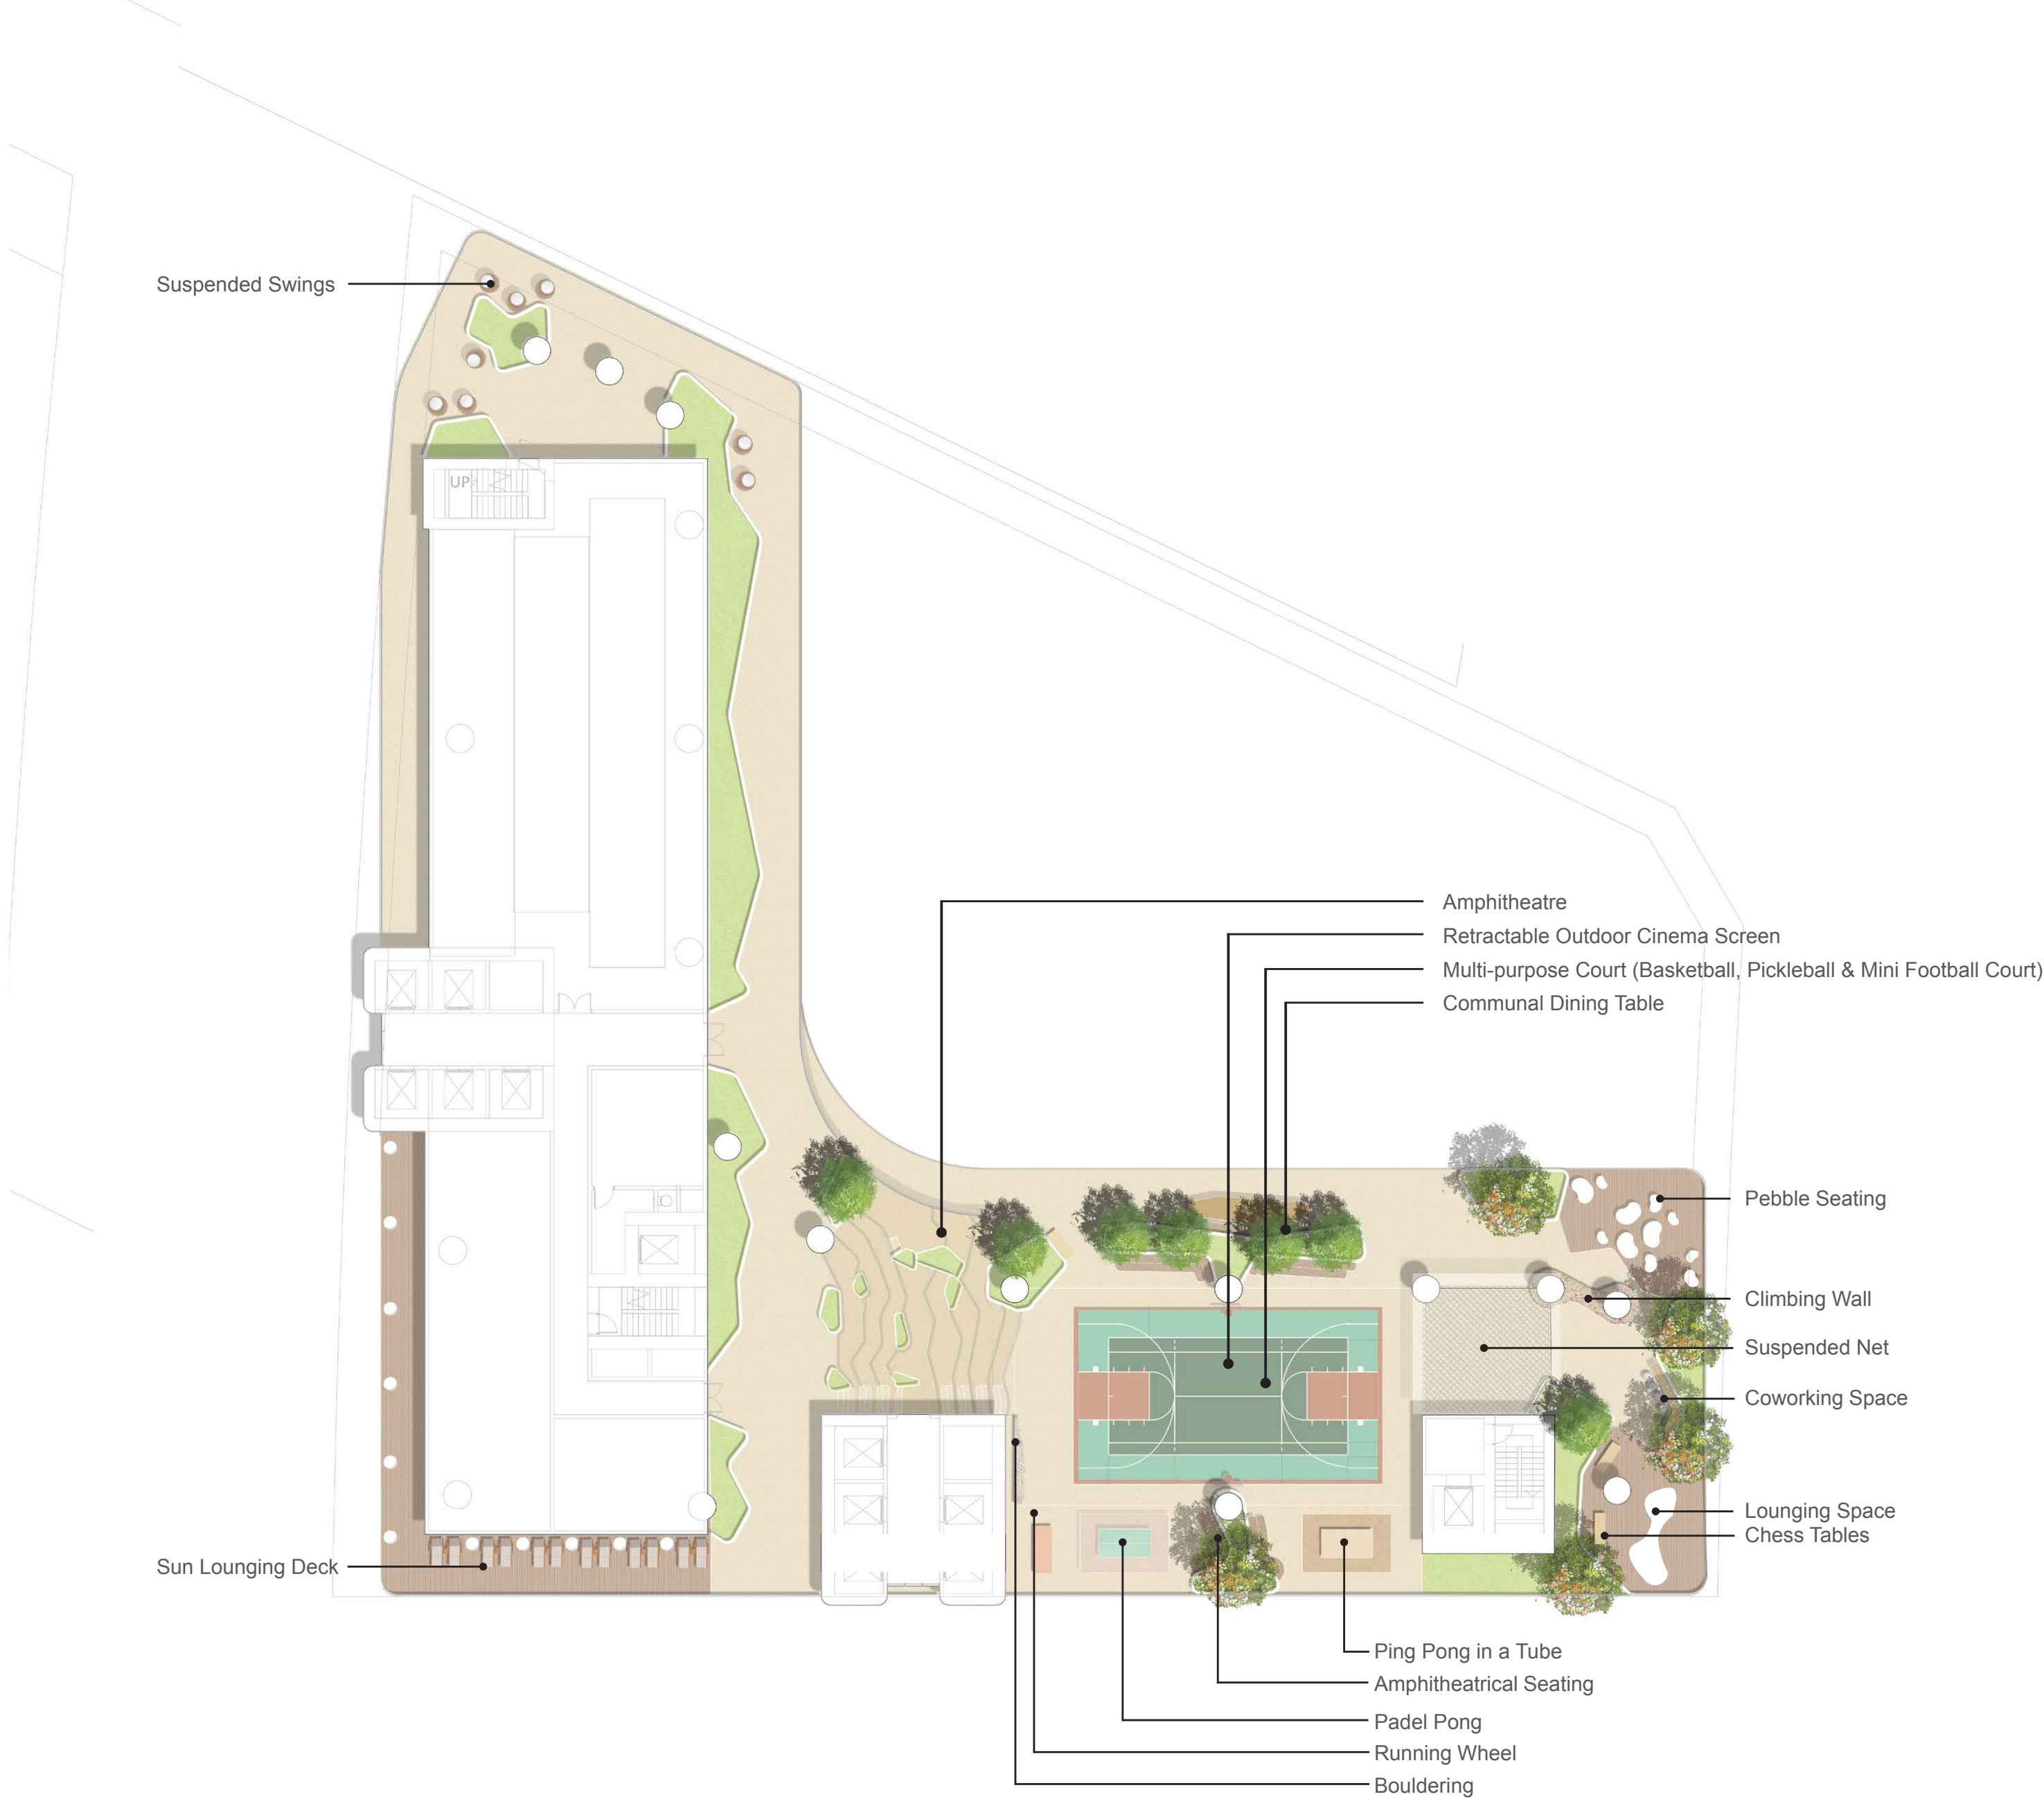 Suspended Swings
UP
Amphitheatre
Retractable Outdoor Cinema Screen
Multi-purpose Court (Basketball, Pickleball & Mini Football Court)
Communal Dining Table
Pebble Seating
Climbing Wall
Suspended Net
Coworking Space
Lounging Space
Chess Tables
Sun Lounging Deck
Ping Pong in a Tube
Amphitheatrical Seating
Padel Pong
Running Wheel
Bouldering